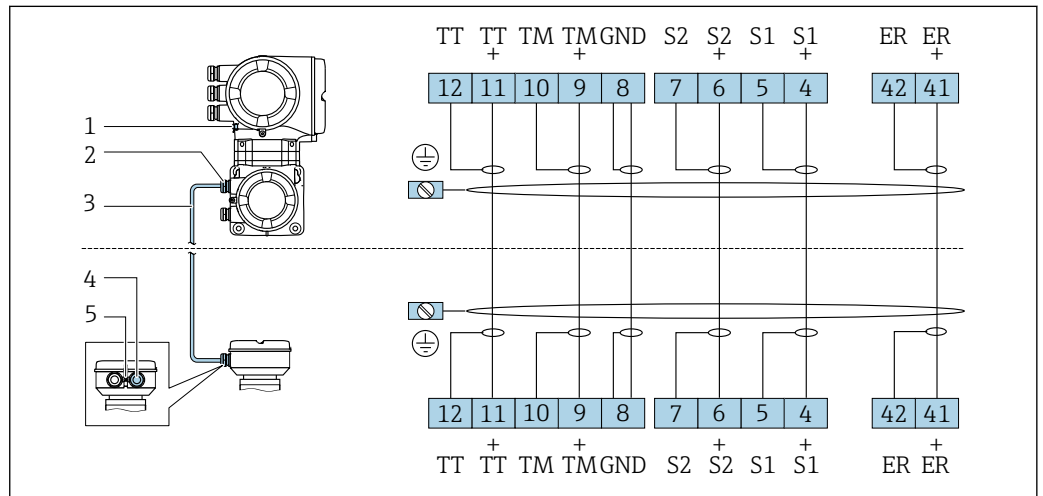 TT TT TM TM GND S2 S2 S1 S1 ER ER
+ + + + +
12 11 10 9 8 7 6 5 4 42 41
1
2
3
4
5
12 11 10 9 8 7 6 5 4 42 41
+ + + + +
TT TT TM TM GND S2 S2 S1 S1 ER ER